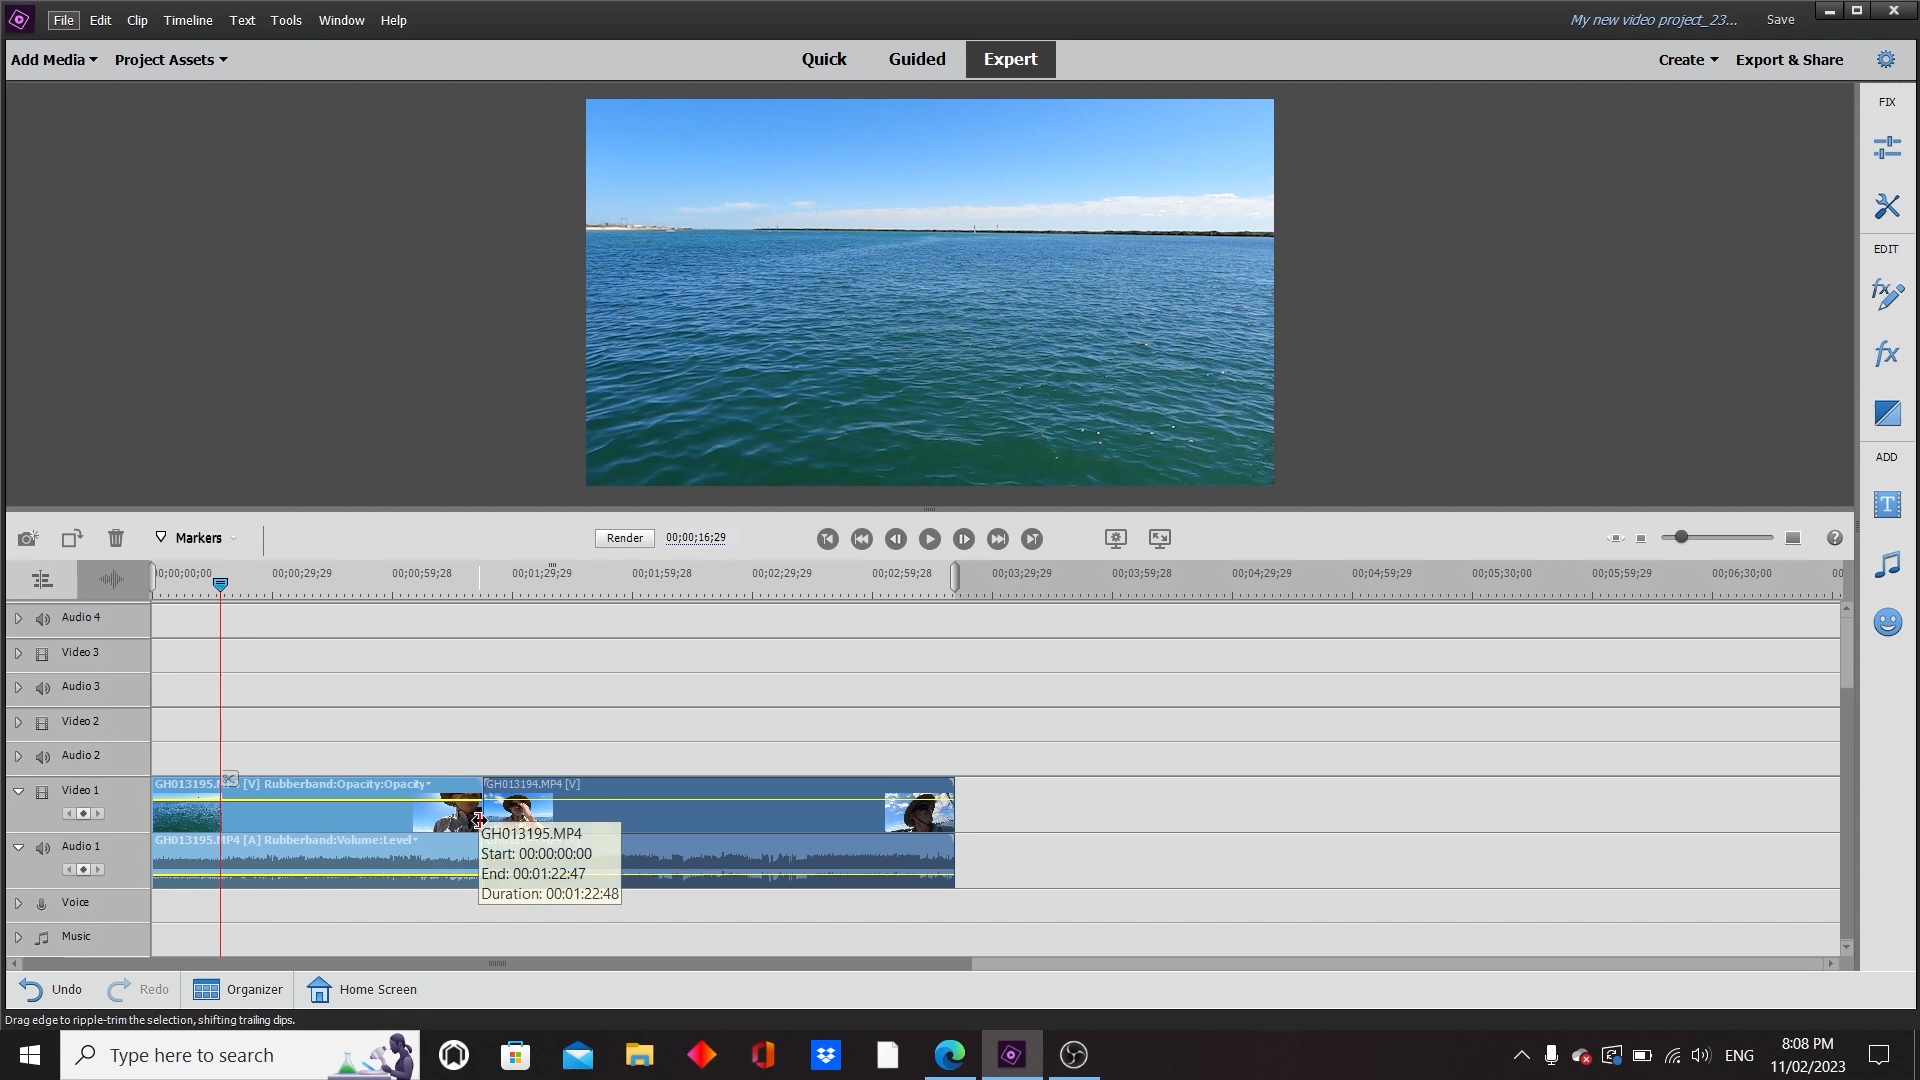 File Edit Clip Timeline Text Tools Window Help
My new video project_23... Save
Add Media Project Assets Quick Guided Expert Create Export & Share
FIX
EDIT
ADD
Markers Render 00;00;16;29
00;00;29;29 00;00;59;28 00;01;29;29 00;01;59;28 00;02;29;29 00;02;59;28 00;03;29;29 00;03;59;28 00;04;29;29 00;04;59;28 00;05;30;00 00;05;59;29 00;06;30;00
Audio 4
Video 3
Audio 3
Video 2
Audio 2
Video 1
GH013195.MP4 [V] Rubberband:Opacity:Opacity GH013194.MP4 [V]
Audio 1
GH013195.MP4 [A] Rubberband:Volume:Level
GH013195.MP4
Start: 00:00:00:00
End: 00:01:22:47
Duration: 00:01:22:48
Voice
Music
Undo Redo Organizer Home Screen
Drag edge to ripple-trim the selection, shifting trailing clips.
Type here to search
ENG
8:08 PM
11/02/2023